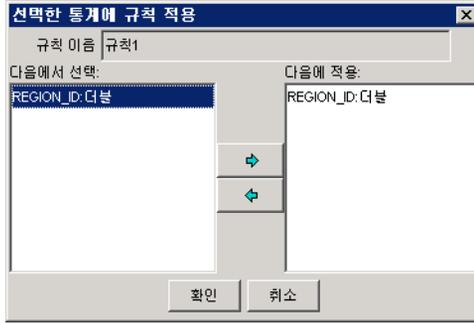 선택한 통계에 규칙 적용
규칙 이름 규칙1
다음에서 선택: 다음에 적용:
REGION_ID:더블 REGION_ID:더블
확인 취소